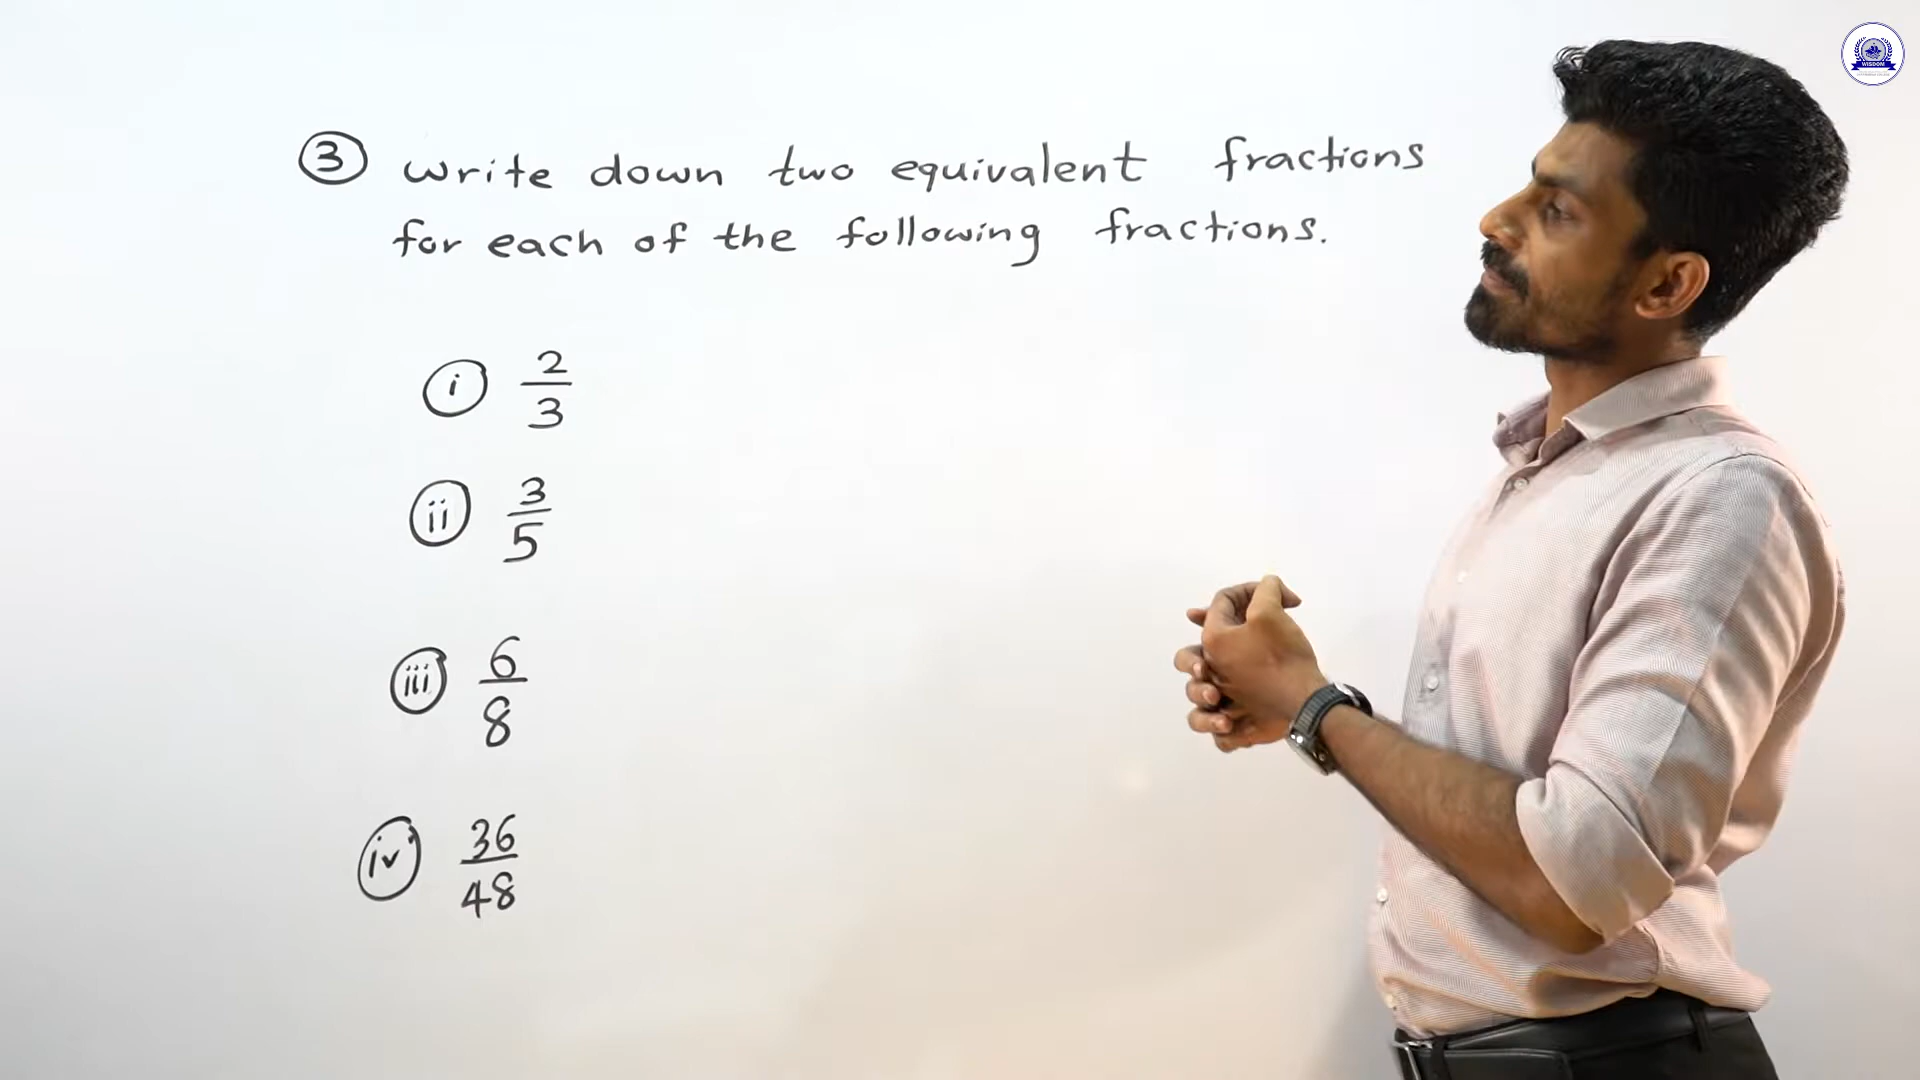 3 Write down two equivalent fractions
for each of the following fractions.
i 2/3
ii 3/5
iii 6/8
iv 36/48
WISDOM